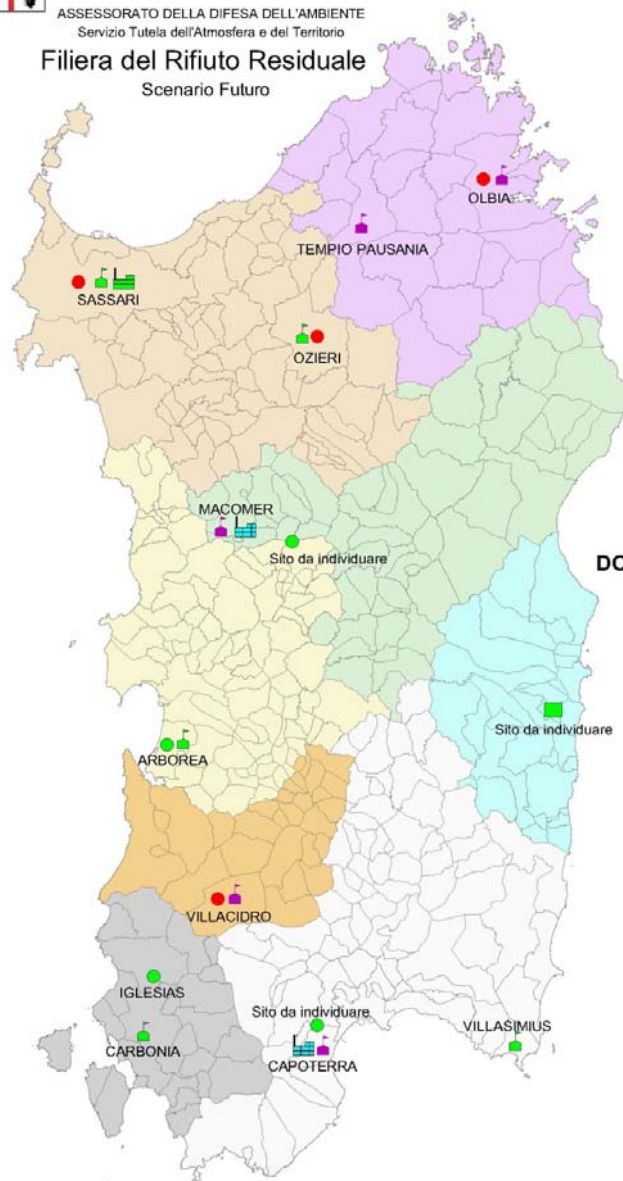 ASSESSORATO DELLA DIFESA DELL'AMBIENTE
Servizio Tutela dell'Atmosfera e del Territorio
Filiera del Rifiuto Residuale
Scenario Futuro
OLBIA
TEMPIO PAUSANIA
SASSARI
OZIERI
MACOMER
Sito da individuare
DO
Sito da individuare
ARBOREA
VILLACIDRO
IGLESIAS
Sito da individuare
VILLASIMIUS
CARBONIA
CAPOTERRA